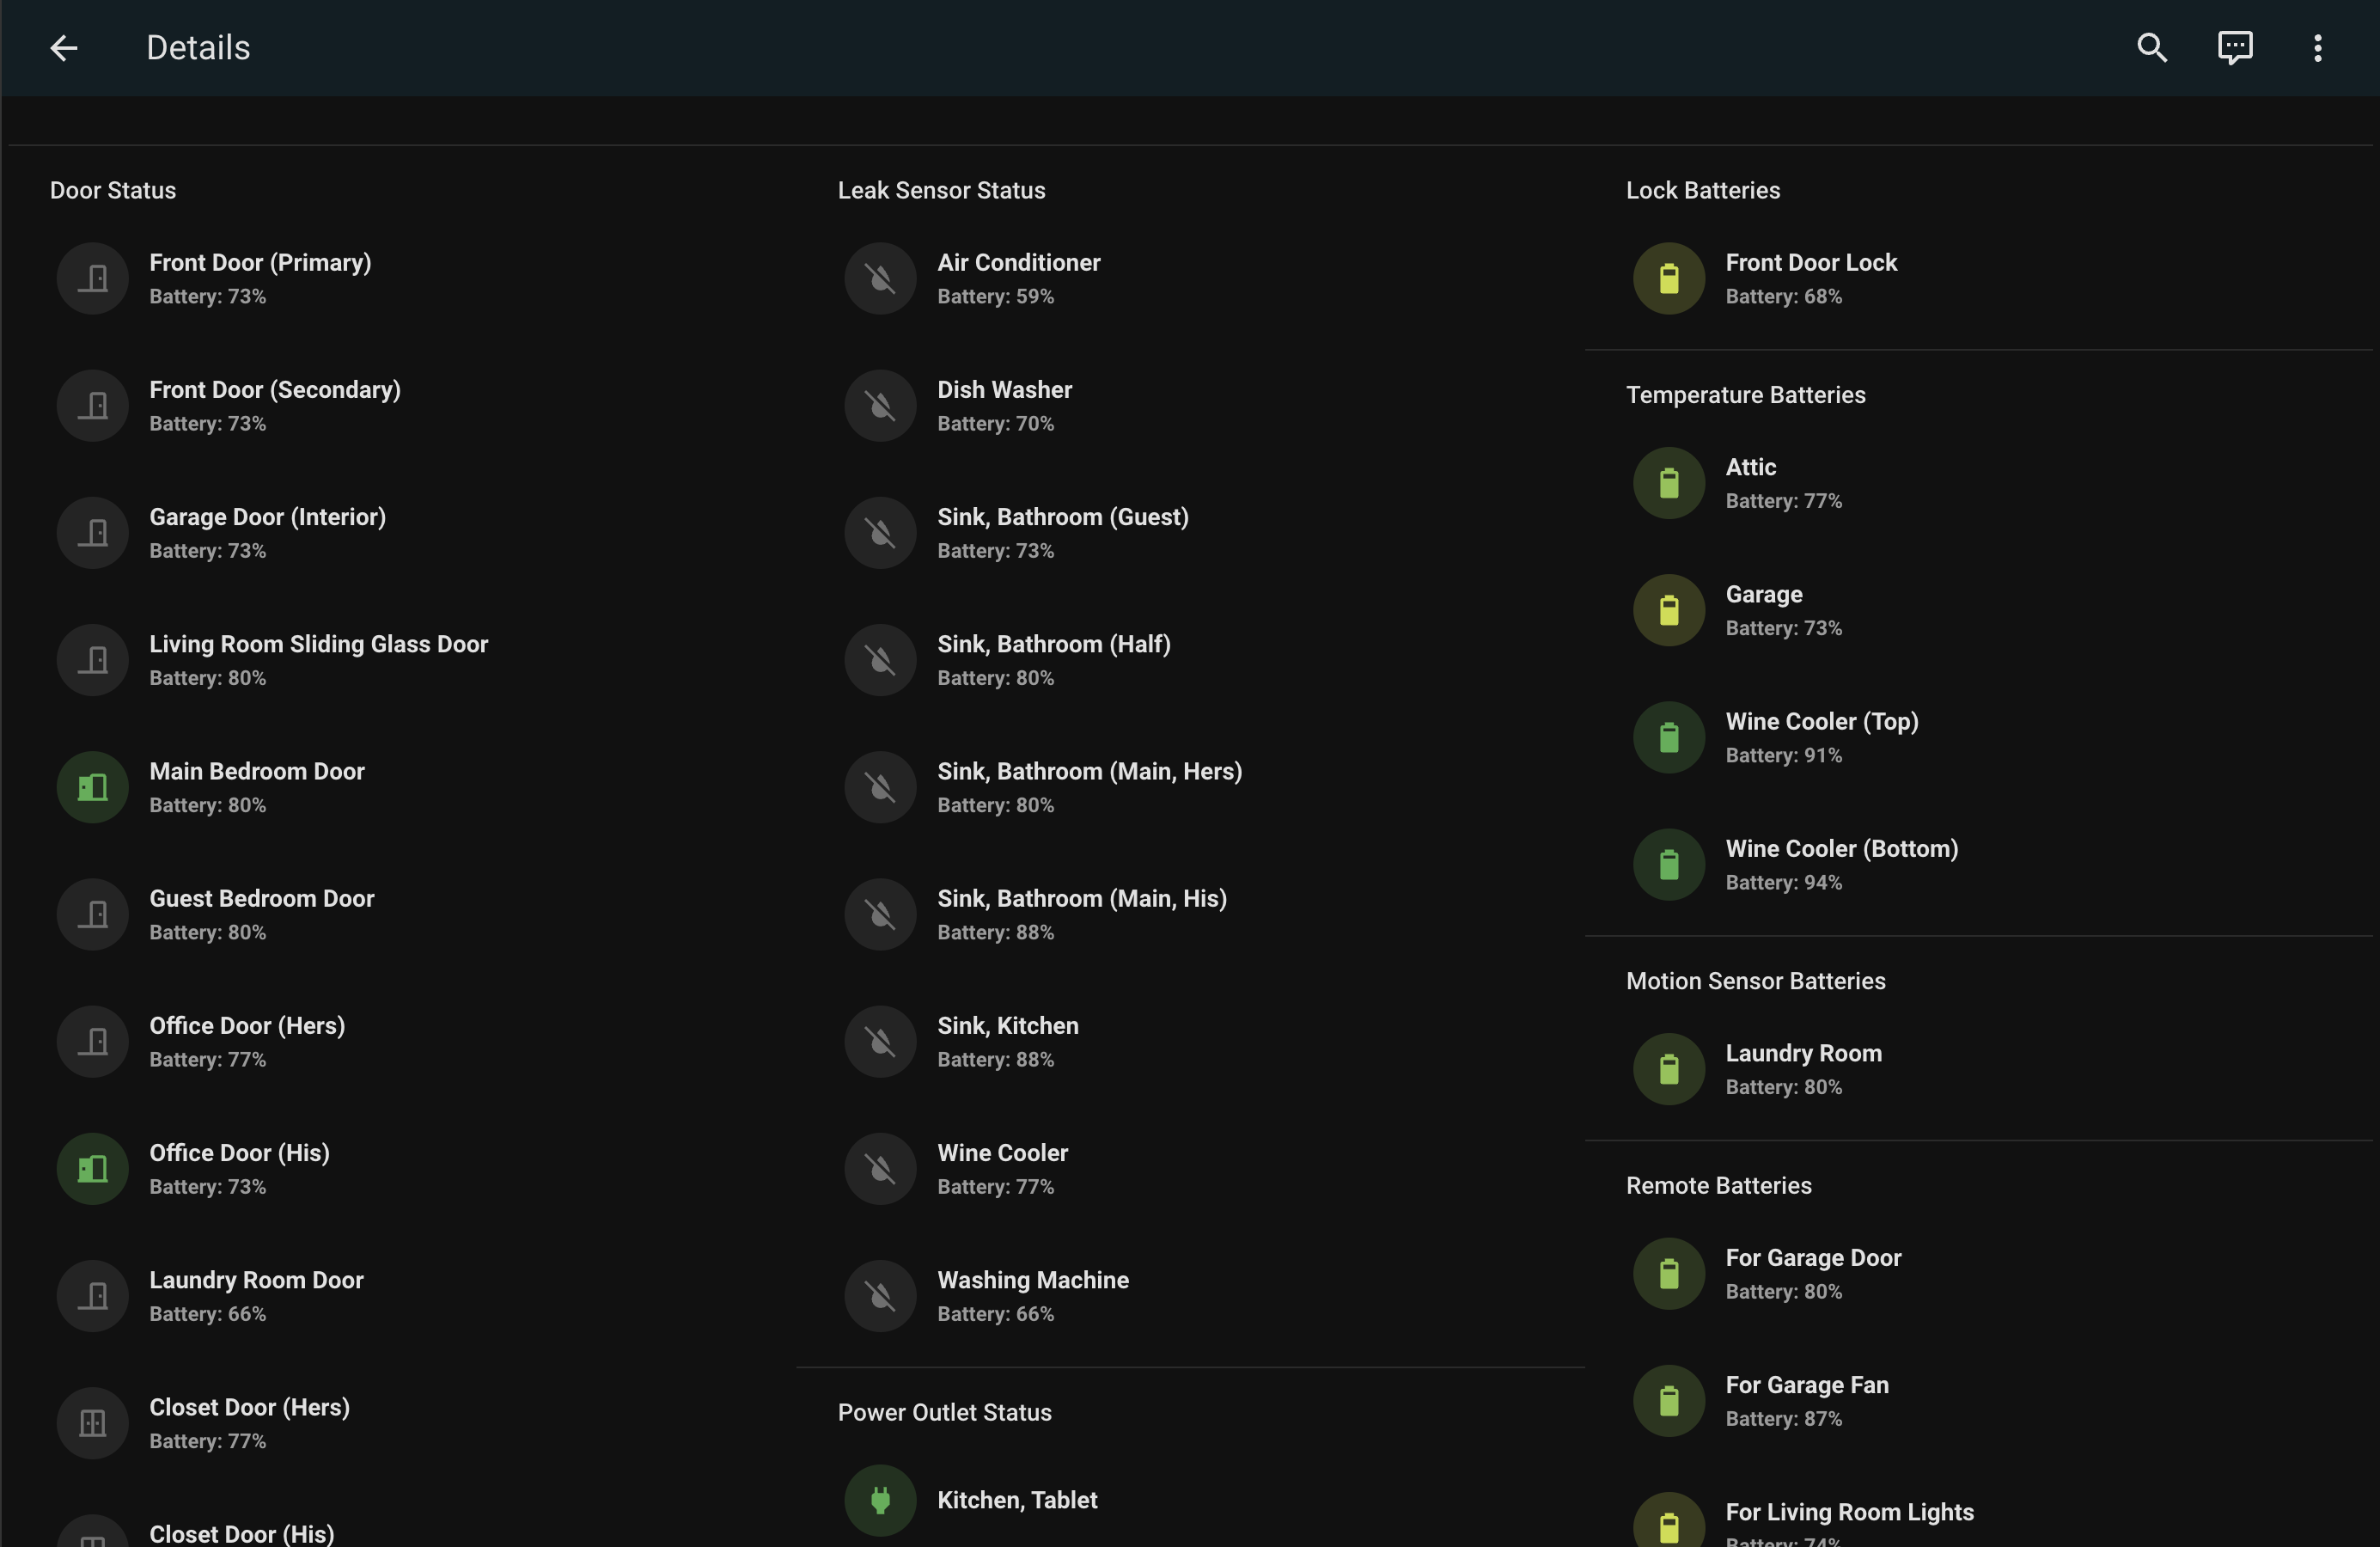 Details
Door Status
Front Door (Primary)
Battery: 73%
Front Door (Secondary)
Battery: 73%
Garage Door (Interior)
Battery: 73%
Living Room Sliding Glass Door
Battery: 80%
Main Bedroom Door
Battery: 80%
Guest Bedroom Door
Battery: 80%
Office Door (Hers)
Battery: 77%
Office Door (His)
Battery: 73%
Laundry Room Door
Battery: 66%
Closet Door (Hers)
Battery: 77%
Closet Door (His)
Leak Sensor Status
Air Conditioner
Battery: 59%
Dish Washer
Battery: 70%
Sink, Bathroom (Guest)
Battery: 73%
Sink, Bathroom (Half)
Battery: 80%
Sink, Bathroom (Main, Hers)
Battery: 80%
Sink, Bathroom (Main, His)
Battery: 88%
Sink, Kitchen
Battery: 88%
Wine Cooler
Battery: 77%
Washing Machine
Battery: 66%
Power Outlet Status
Kitchen, Tablet
Lock Batteries
Front Door Lock
Battery: 68%
Temperature Batteries
Attic
Battery: 77%
Garage
Battery: 73%
Wine Cooler (Top)
Battery: 91%
Wine Cooler (Bottom)
Battery: 94%
Motion Sensor Batteries
Laundry Room
Battery: 80%
Remote Batteries
For Garage Door
Battery: 80%
For Garage Fan
Battery: 87%
For Living Room Lights
Battery: 74%